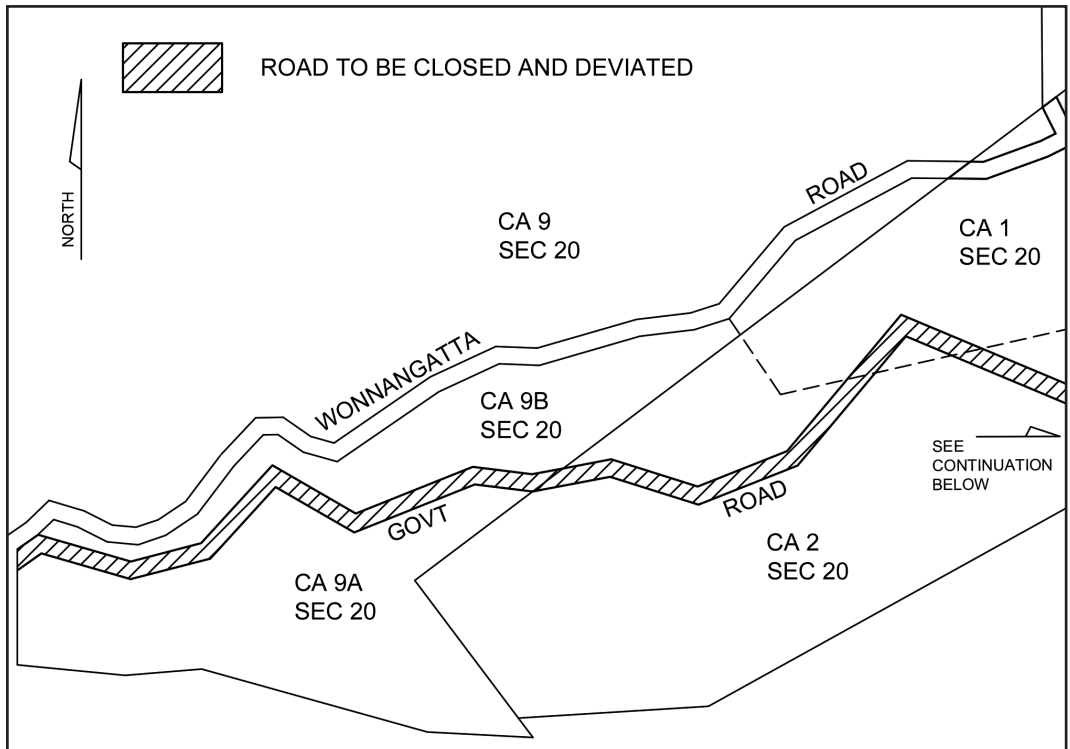 ROAD TO BE CLOSED AND DEVIATED
NORTH
ROAD
CA 9
SEC 20
CA 1
SEC 20
WONNANGATTA
CA 9B
SEC 20
SEE
CONTINUATION
BELOW
GOVT
ROAD
CA 2
SEC 20
CA 9A
SEC 20